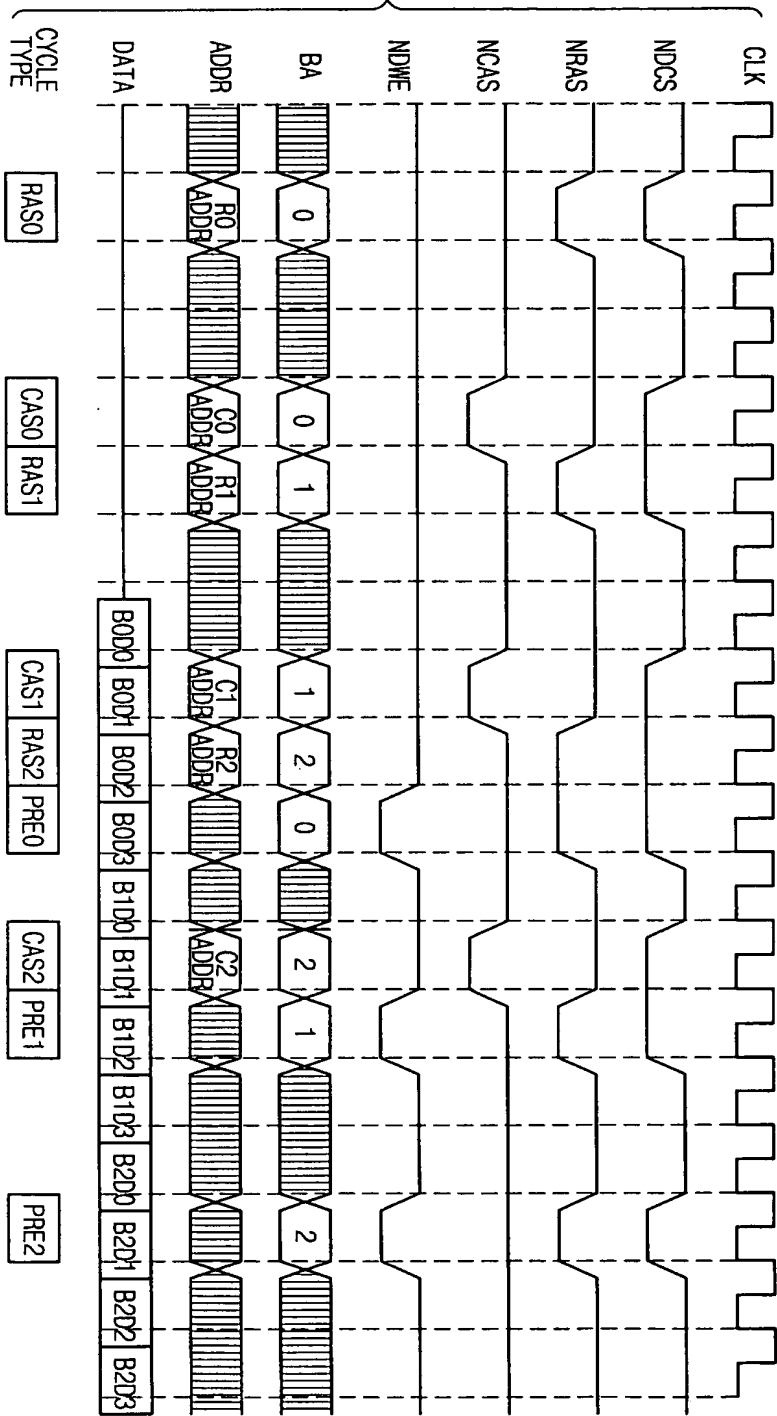 CLK
NDCS
NRAS
NCAS
NDWE
BA 0 0 1 1 2 0 2 1 2
ADDR R0 ADDR C0 ADDR R1 ADDR C1 ADDR R2 ADDR C2 ADDR
DATA B0D0 B0D1 B0D2 B0D3 B1D0 B1D1 B1D2 B1D3 B2D0 B2D1 B2D2 B2D3
CYCLE
TYPE RAS0 CAS0 RAS1 CAS1 RAS2 PRE0 CAS2 PRE1 PRE2